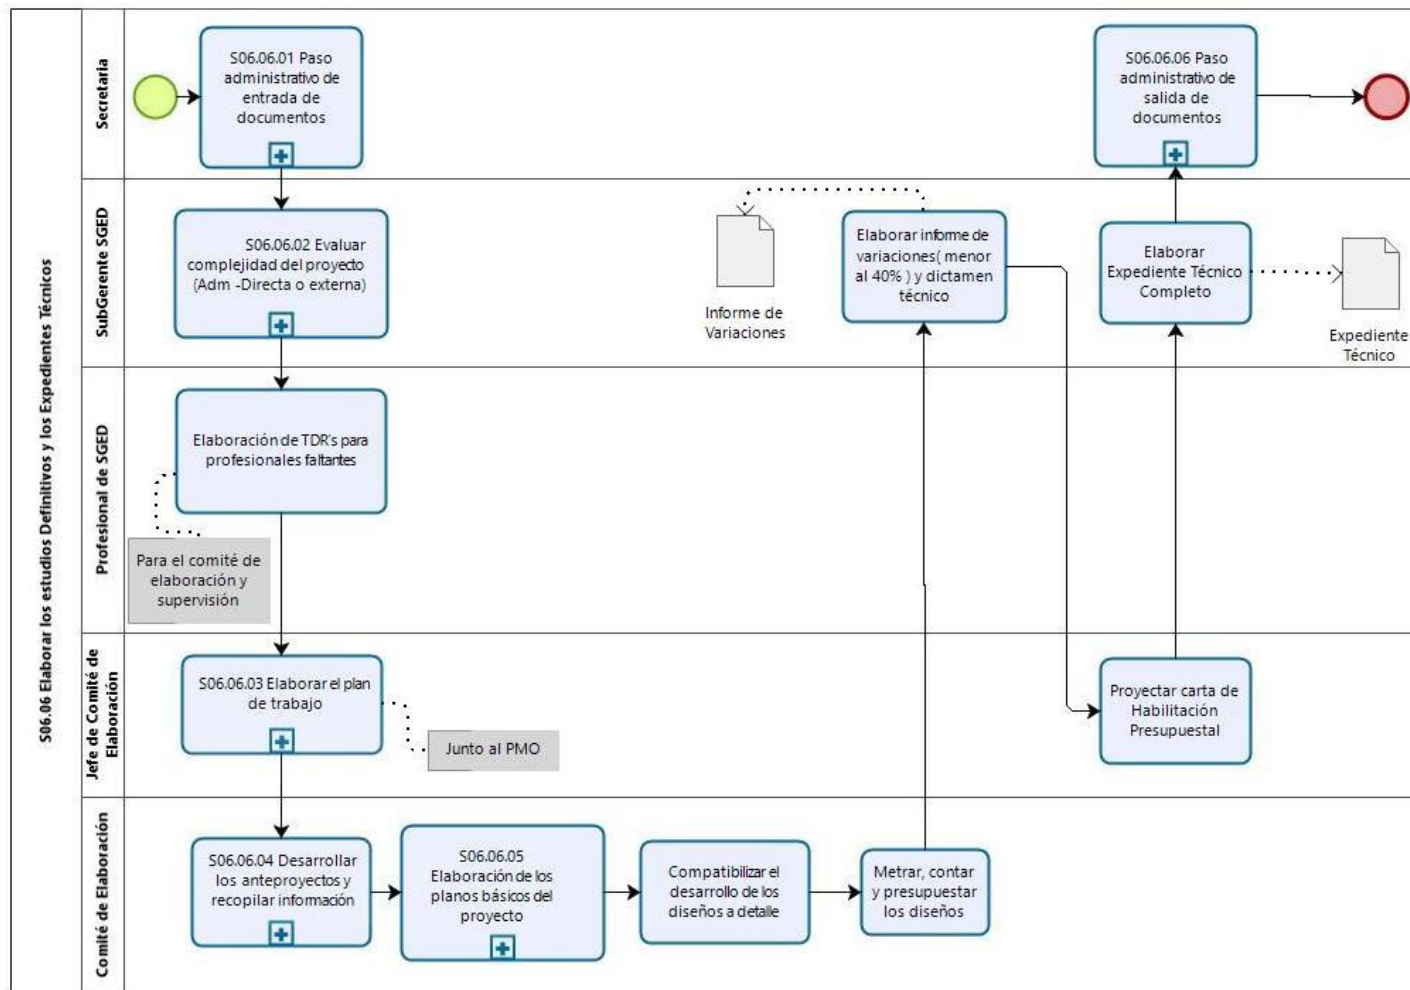 S06.06 Elaborar los estudios Definitivos y los Expedientes Técnicos
Secretaria
S06.06.01 Paso
administrativo de
entrada de
documentos
S06.06.06 Paso
administrativo de
salida de
documentos
SubGerente SGED
S06.06.02 Evaluar
complejidad del proyecto
(Adm -Directa o externa)
Informe de
Variaciones
Elaborar informe de
variaciones( menor
al 40% ) y dictamen
técnico
Elaborar
Expediente Técnico
Completo
Expediente
Técnico
Profesional de SGED
Elaboración de TDR's para
profesionales faltantes
Para el comité de
elaboración y
supervisión
Jefe de Comité de
Elaboración
S06.06.03 Elaborar el plan
de trabajo
Junto al PMO
Proyectar carta de
Habilitación
Presupuestal
Comité de Elaboración
S06.06.04 Desarrollar
los anteproyectos y
recopilar información
S06.06.05
Elaboración de los
planos básicos del
proyecto
Compatibilizar el
desarrollo de los
diseños a detalle
Metrar, contar
y presupuestar
los diseños